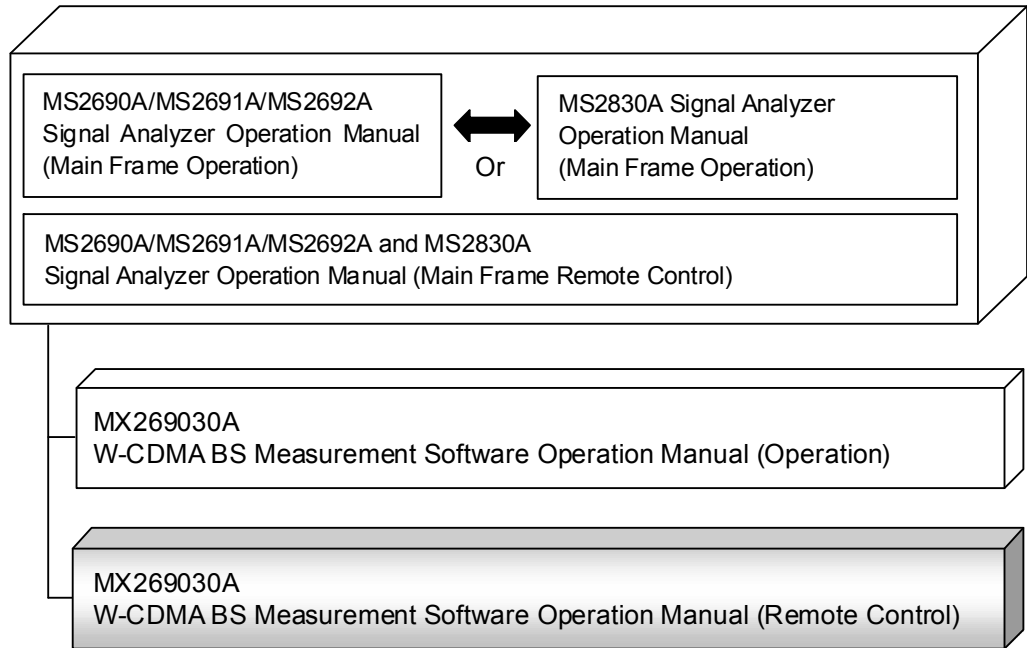 MS2690A/MS2691A/MS2692A
Signal Analyzer Operation Manual
(Main Frame Operation)
Or
MS2830A Signal Analyzer
Operation Manual
(Main Frame Operation)
MS2690A/MS2691A/MS2692A and MS2830A
Signal Analyzer Operation Manual (Main Frame Remote Control)
MX269030A
W-CDMA BS Measurement Software Operation Manual (Operation)
MX269030A
W-CDMA BS Measurement Software Operation Manual (Remote Control)